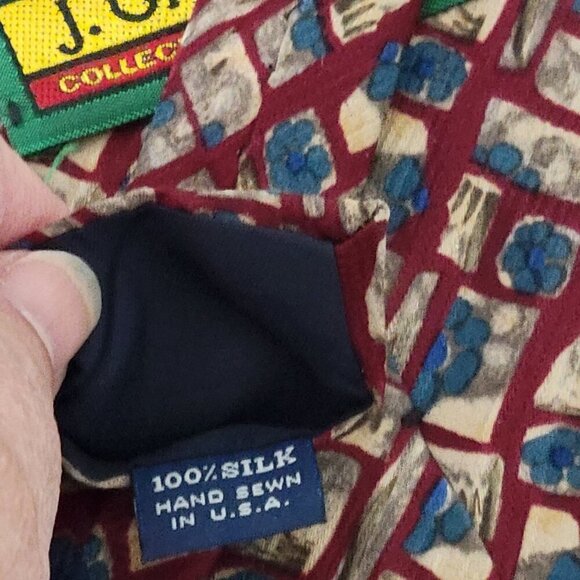 J. G
COLLEC
100% SILK
HAND SEWN
IN U.S.A.